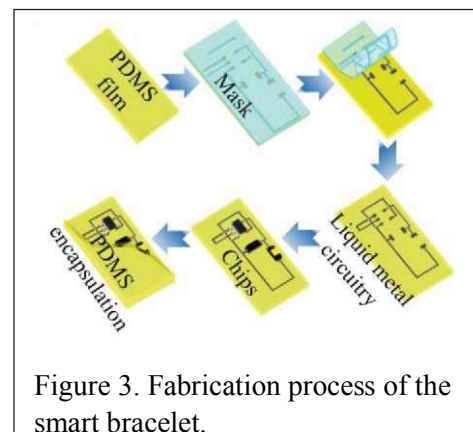 PDMS
film
Mask
Liquid metal
circuitry
Chips
PDMS
encapsulation
Figure 3. Fabrication process of the
smart bracelet.